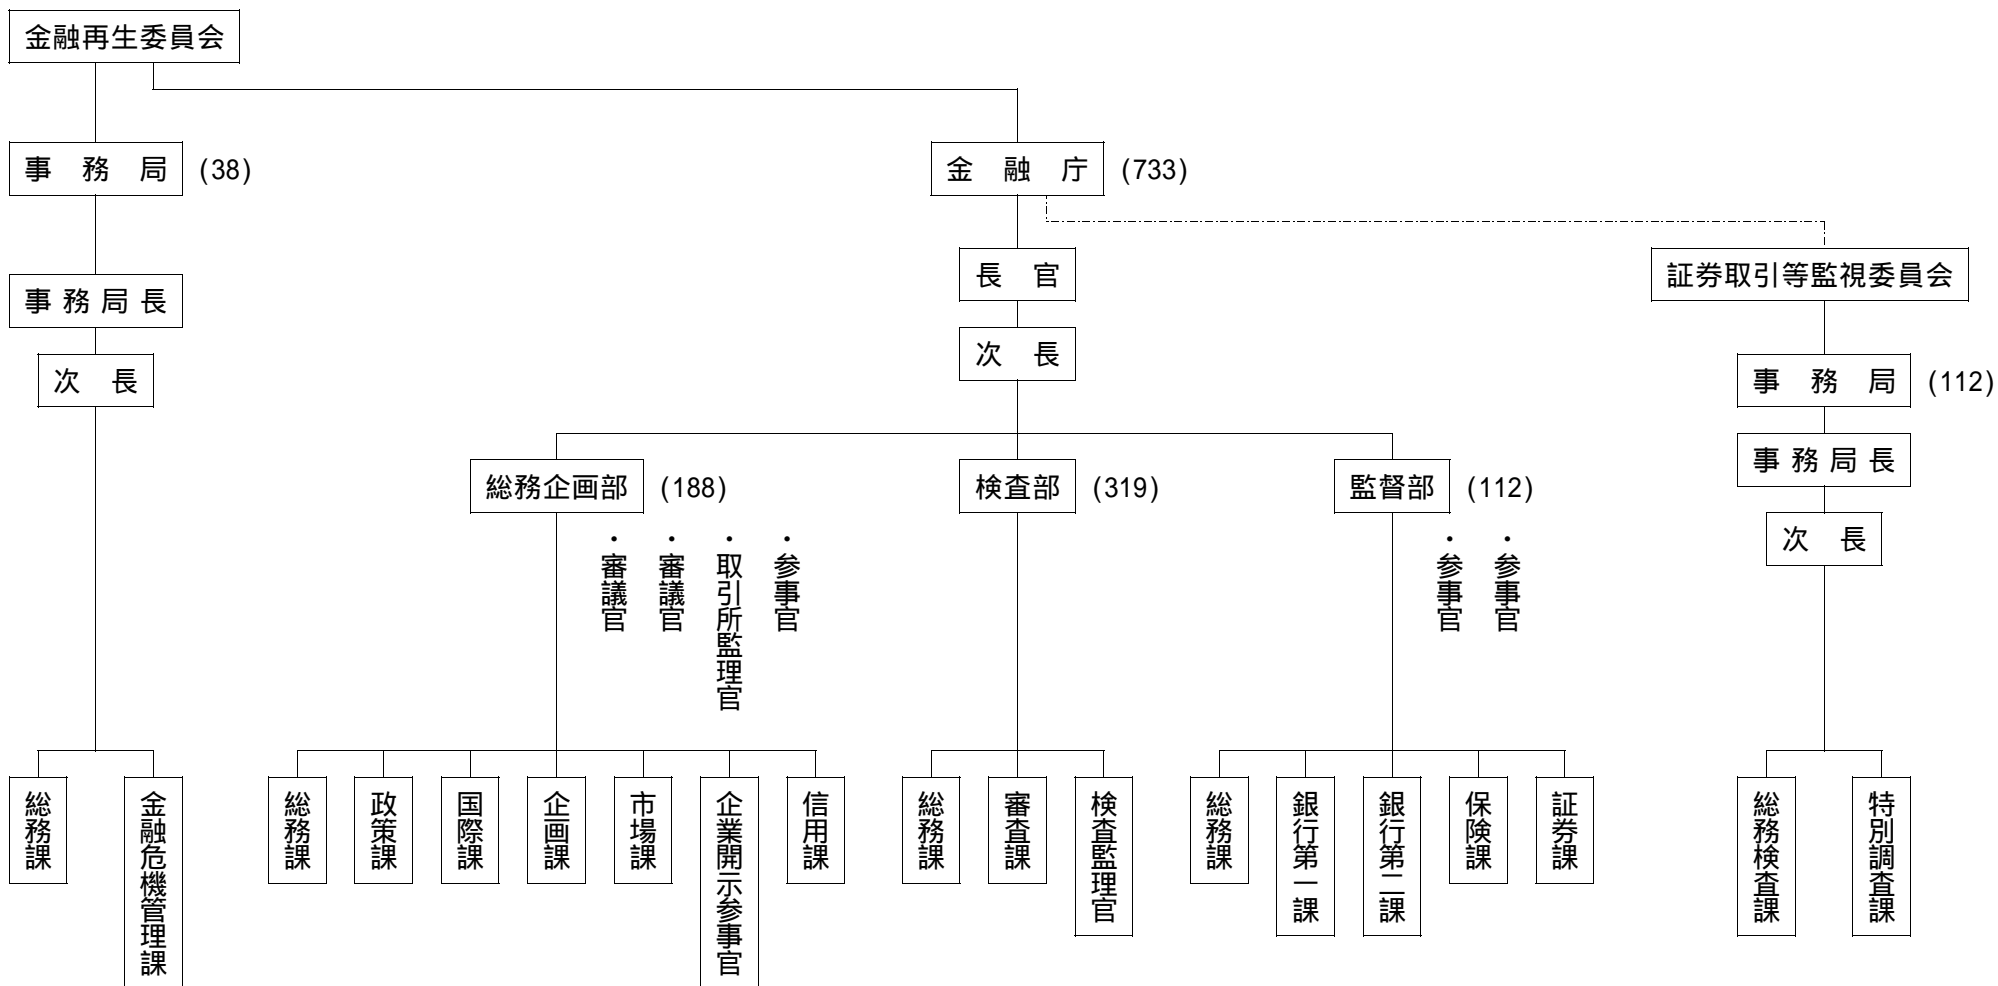 金融再生委員会
事　務　局 (38)
金　融　庁 (733)
長　官
証券取引等監視委員会
事務局長
次　長
次　長
事　務　局 (112)
事務局長
総務企画部 (188)
検査部 (319)
監督部 (112)
次　長
・審議官
・審議官
・取引所監理官
・参事官
・参事官
・参事官
総務課
金融危機管理課
総務課
政策課
国際課
企画課
市場課
企業開示参事官
信用課
総務課
審査課
検査監理官
総務課
銀行第一課
銀行第二課
保険課
証券課
総務検査課
特別調査課